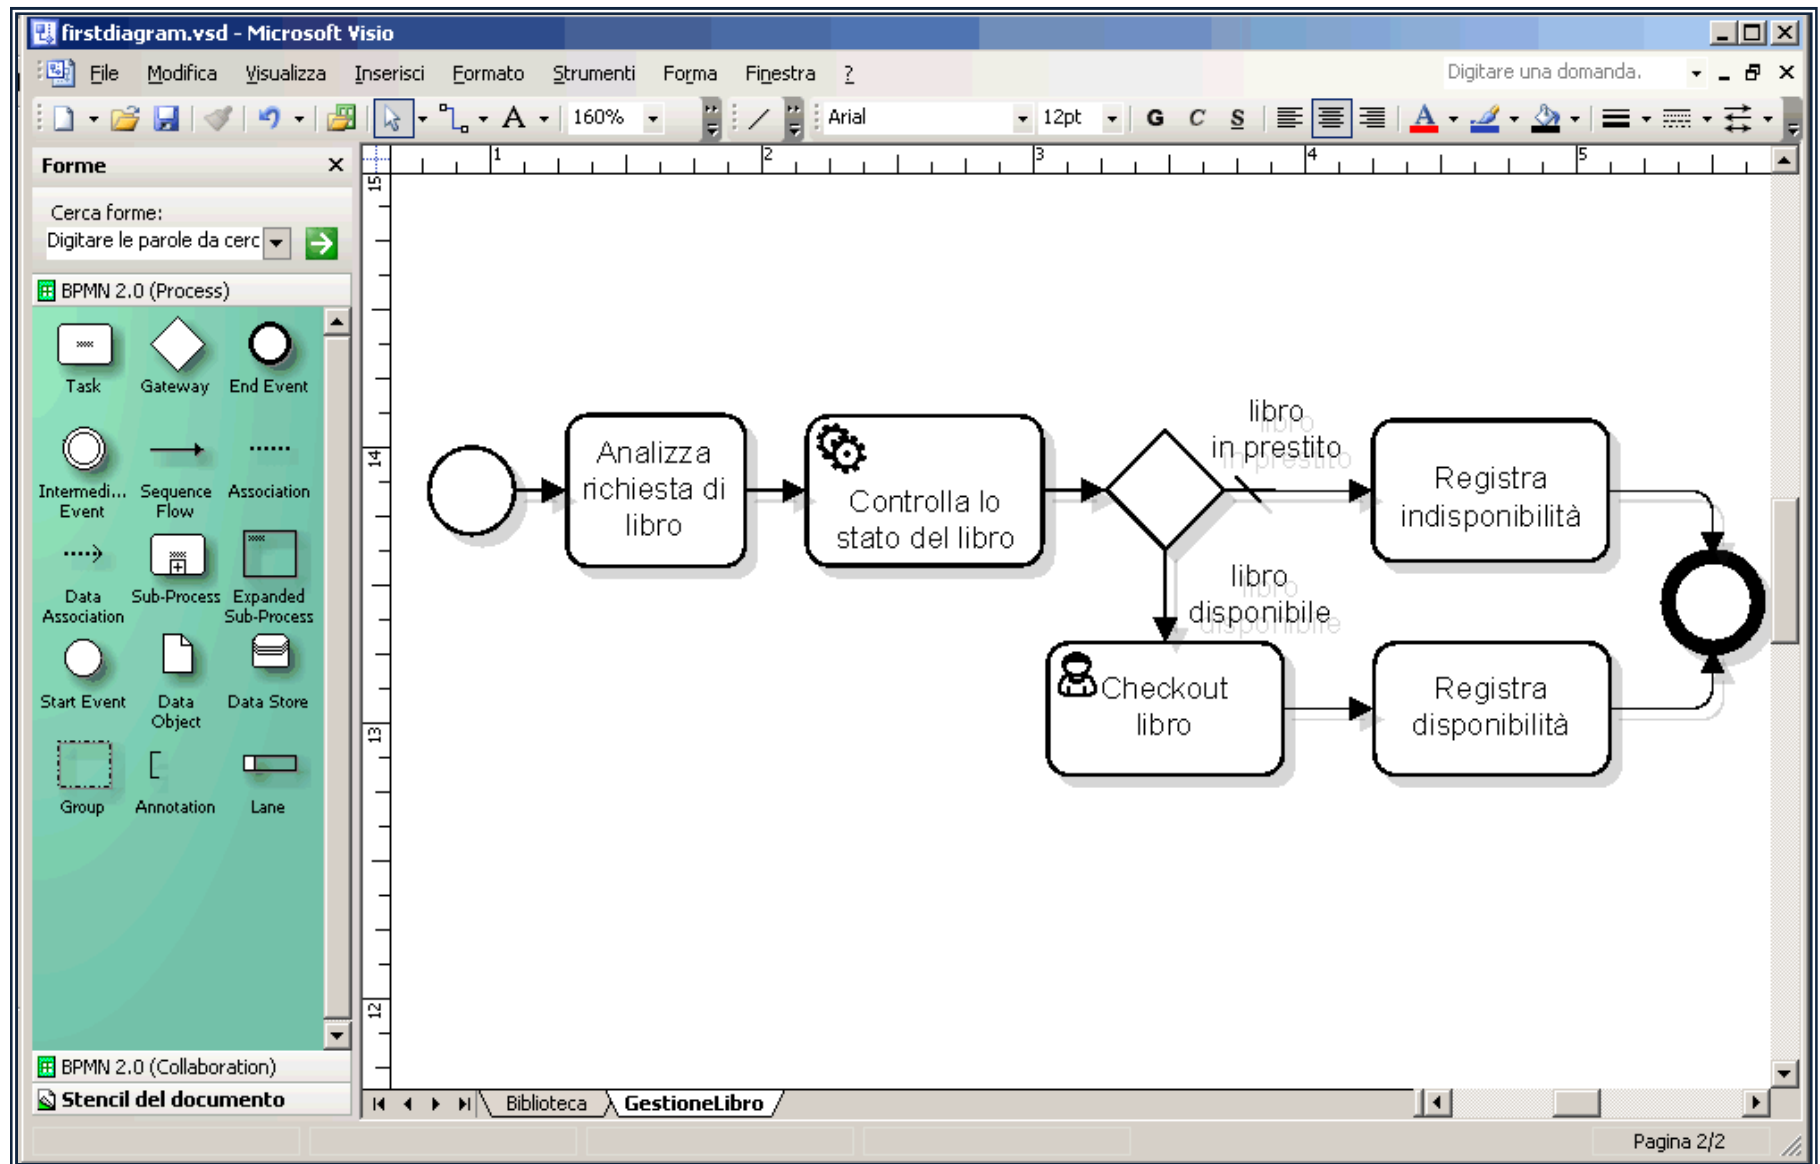 firstdiagram.vsd - Microsoft Visio
File Modifica Visualizza Inserisci Formato Strumenti Forma Finestra ?
Digitare una domanda.
160%
Arial
12pt
G C S
Forme
Cerca forme:
Digitare le parole da cerc
BPMN 2.0 (Process)
Task Gateway End Event
Intermedi... Sequence Association
Event Flow
Data Sub-Process Expanded
Association Sub-Process
Start Event Data Data Store
Object
Group Annotation Lane
BPMN 2.0 (Collaboration)
Stencil del documento
1 2 3 4 5
15
14
13
12
Analizza
richiesta di
libro
Controlla lo
stato del libro
libro
in prestito
Registra
indisponibilità
libro
disponibile
Checkout
libro
Registra
disponibilità
Biblioteca GestioneLibro
Pagina 2/2